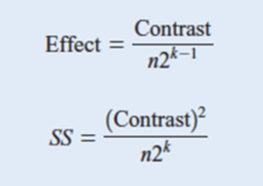 Effect = Contrast / n2^{k−1}
SS = (Contrast)² / n2^k